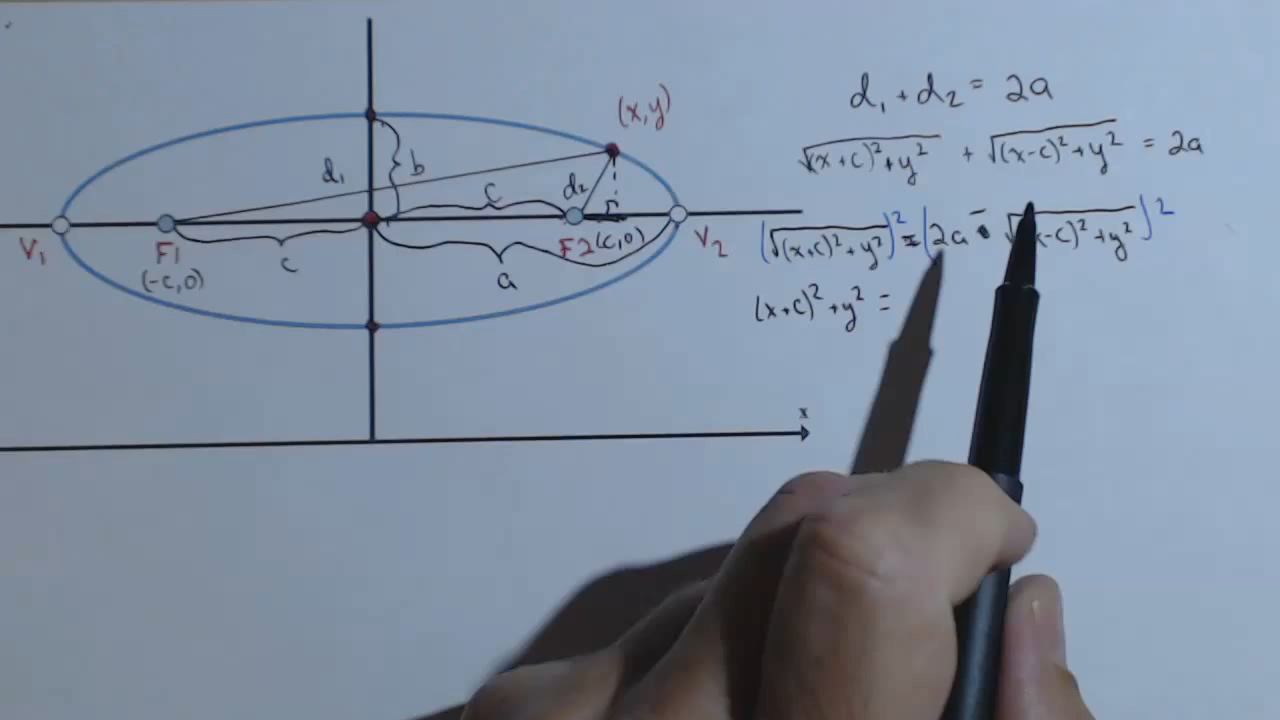 d₁ + d₂ = 2a
√(x+c)² + y² + √(x-c)² + y² = 2a
(√(x+c)² + y²)² = (2a - √(x-c)² + y²)²
(x+c)² + y² =
(x,y)
d₁
b
c
d₂
V₁
F1
(-c,0)
c
a
F2
(c,0)
V₂
x